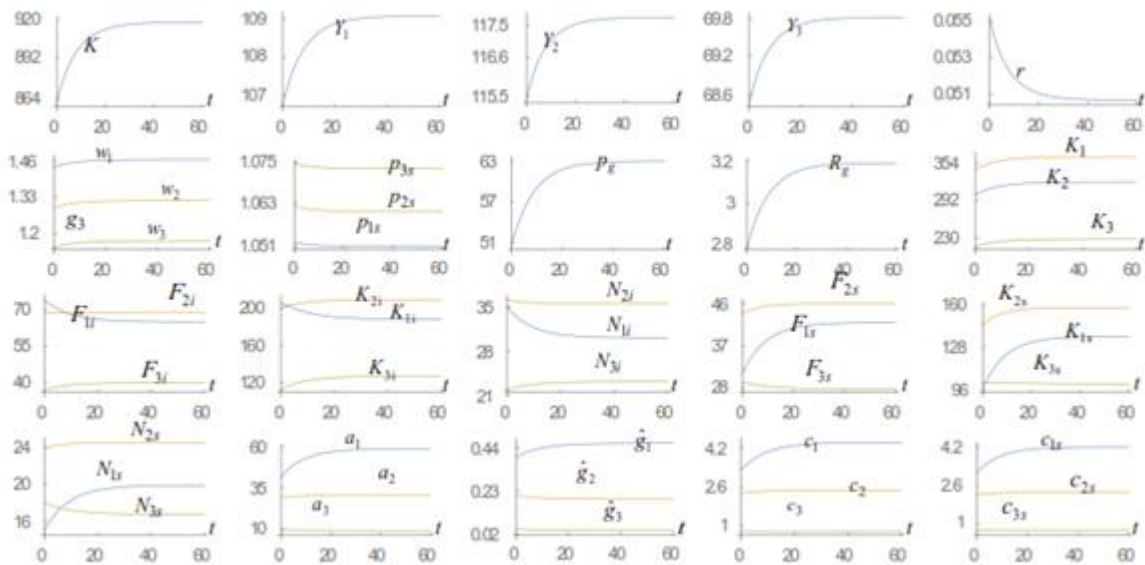 920
892
864
K
t
0 20 40 60
109
108
107
Y1
t
0 20 40 60
117.5
116.6
115.5
Y2
t
0 20 40 60
69.8
69.2
68.6
Y3
t
0 20 40 60
0.055
0.053
0.051
r
t
0 20 40 60
1.46
1.33
1.2
w1
w2
g3
w3
t
0 20 40 60
1.075
1.063
1.051
p3s
p2s
p1s
t
0 20 40 60
63
57
51
pg
t
0 20 40 60
3.2
3
2.8
Rg
t
0 20 40 60
354
292
230
K1
K2
K3
t
0 20 40 60
70
55
40
F2i
F1i
F3i
t
0 20 40 60
200
160
120
K2i
K1i
K3i
t
0 20 40 60
35
28
21
N2i
N1i
N3i
t
0 20 40 60
46
37
28
F2s
F1s
F3s
t
0 20 40 60
160
128
96
K2s
K1s
K3s
t
0 20 40 60
24
20
16
N2s
N1s
N3s
t
0 20 40 60
60
35
10
a1
a2
a3
t
0 20 40 60
0.44
0.23
0.02
ĝ1
ĝ2
ĝ3
t
0 20 40 60
4.2
2.6
1
c1
c2
c3
t
0 20 40 60
4.2
2.6
1
c1s
c2s
c3s
t
0 20 40 60